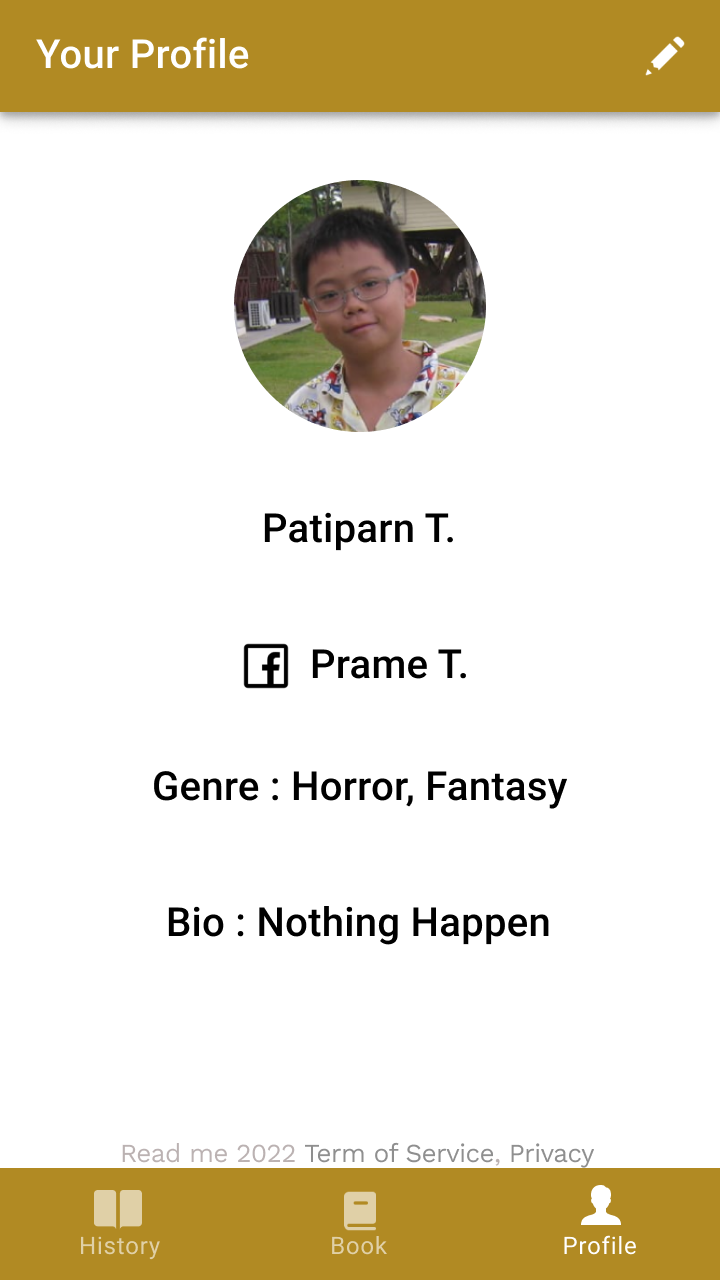 Your Profile
Patiparn T.
Prame T.
Genre : Horror, Fantasy
Bio : Nothing Happen
Read me 2022 Term of Service, Privacy
History
Book
Profile